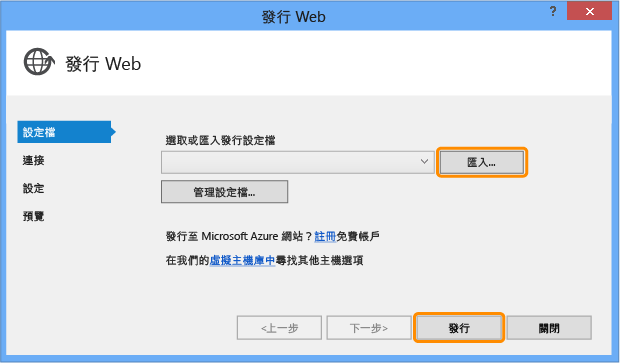 發行 Web
?
發行 Web
設定檔
連接
設定
預覽
選取或匯入發行設定檔
匯入...
管理設定檔...
發行至 Microsoft Azure 網站？註冊免費帳戶
在我們的虛擬主機庫中尋找其他主機選項
<上一步
下一步>
發行
關閉